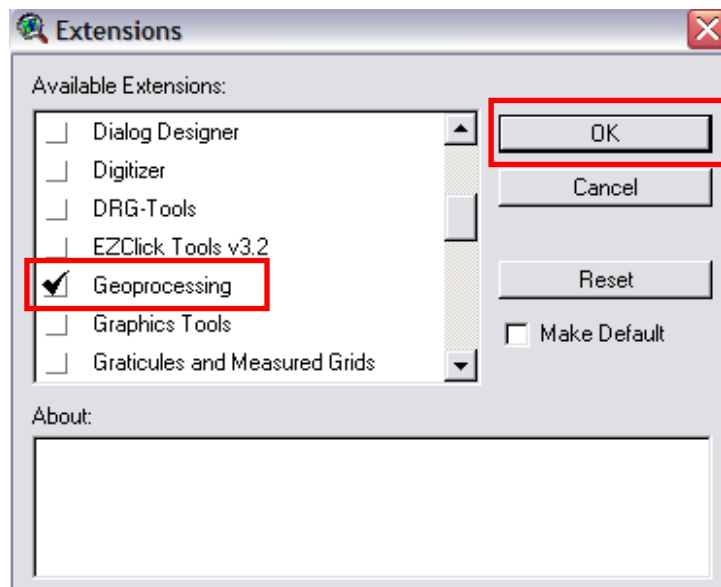 Extensions
Available Extensions:
Dialog Designer
Digitizer
DRG-Tools
EZClick Tools v3.2
Geoprocessing
Graphics Tools
Graticules and Measured Grids
OK
Cancel
Reset
Make Default
About: